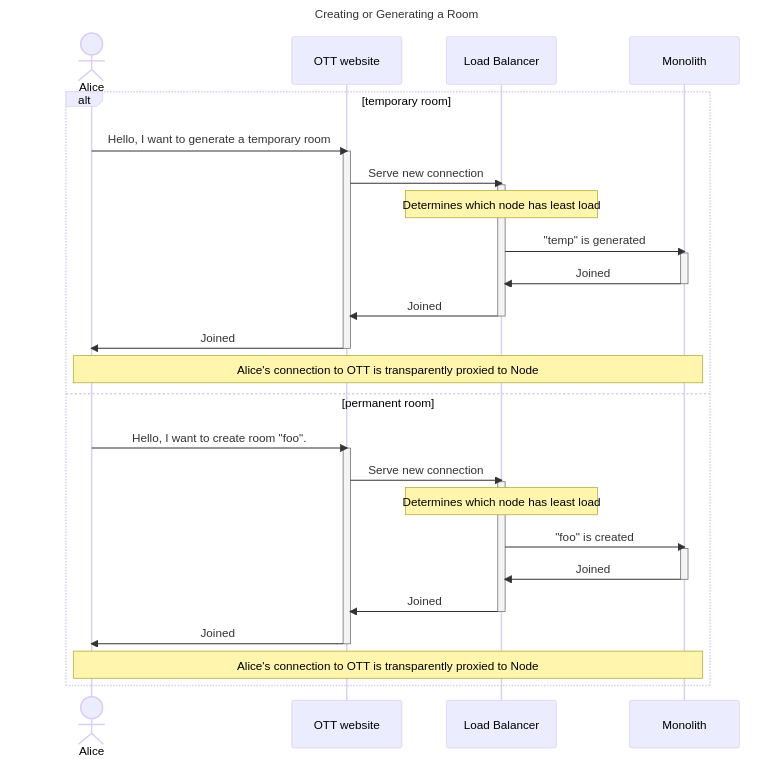 Creating or Generating a Room
Alice
OTT website
Load Balancer
Monolith
alt
[temporary room]
Hello, I want to generate a temporary room
Serve new connection
Determines which node has least load
"temp" is generated
Joined
Joined
Joined
Alice's connection to OTT is transparently proxied to Node
[permanent room]
Hello, I want to create room "foo".
Serve new connection
Determines which node has least load
"foo" is created
Joined
Joined
Joined
Alice's connection to OTT is transparently proxied to Node
Alice
OTT website
Load Balancer
Monolith